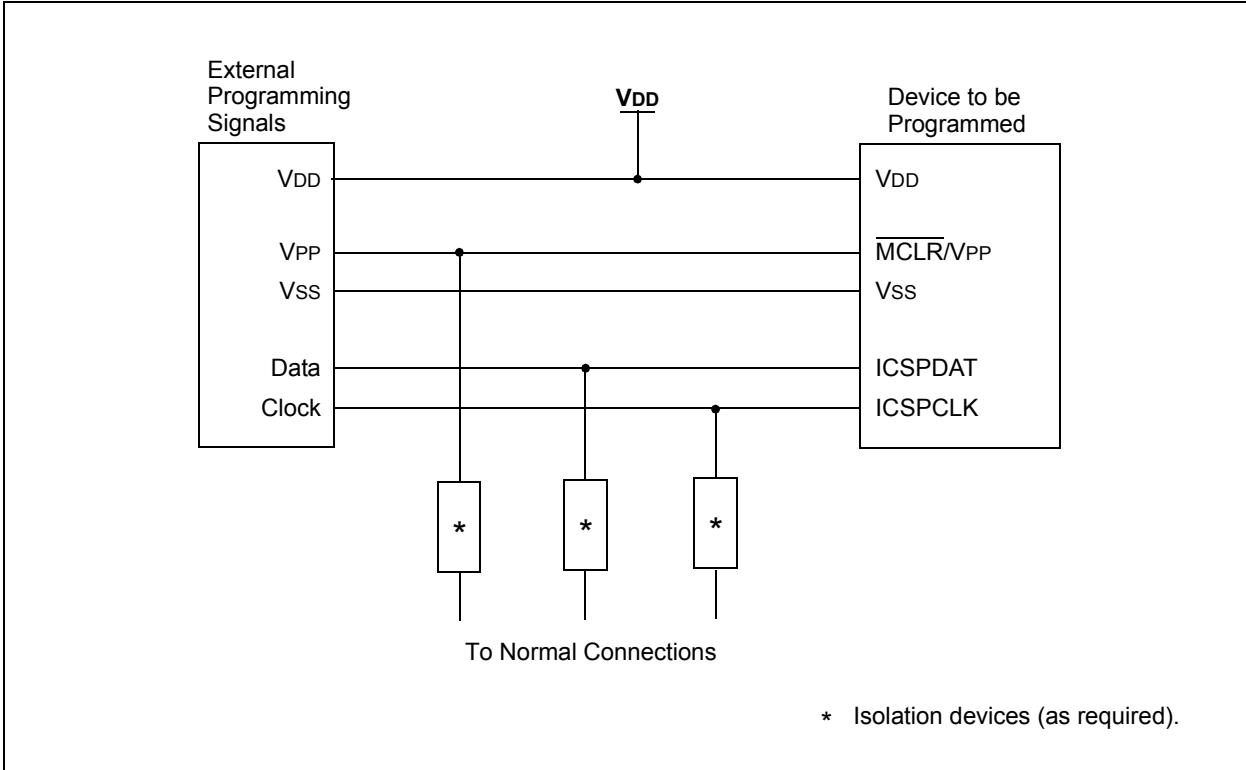 External
Programming
Signals
VDD
Device to be
Programmed
VDD
VDD
VPP
MCLR/VPP
VSS
VSS
Data
ICSPDAT
Clock
ICSPCLK
*
*
*
To Normal Connections
* Isolation devices (as required).